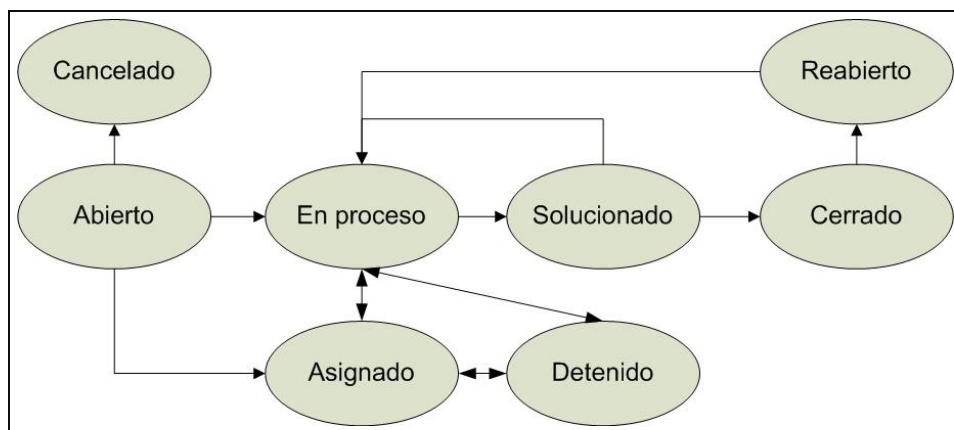 Cancelado
Reabierto
Abierto
En proceso
Solucionado
Cerrado
Asignado
Detenido